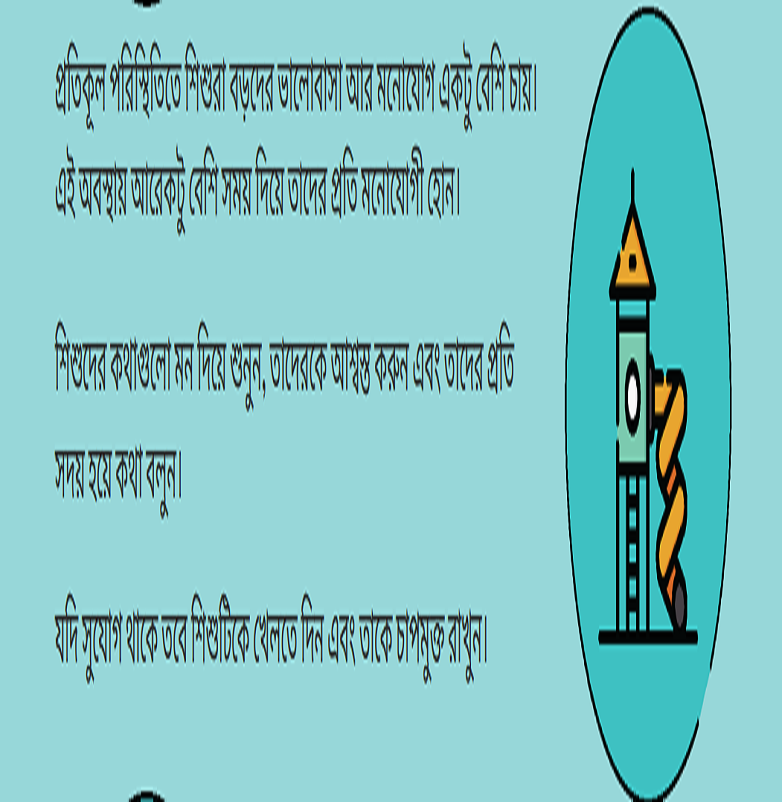 প্রতিকূল পরিস্থিতিতে শিশুরা বড়দের ভালোবাসা আর মনোযোগ একটু বেশি চায়।
এই অবস্থায় আরেকটু বেশি সময় দিয়ে তাদের প্রতি মনোযোগী হোন।
শিশুদের কথাগুলো মন দিয়ে শুনুন, তাদেরকে আশ্বস্ত করুন এবং তাদের প্রতি
সদয় হয়ে কথা বলুন।
যদি সুযোগ থাকে তবে শিশুটিকে খেলতে দিন এবং তাকে চাপমুক্ত রাখুন।